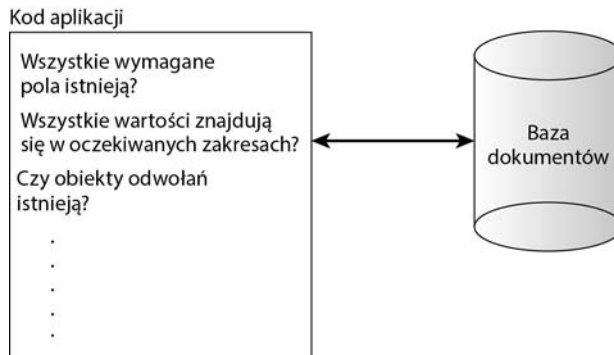 Kod aplikacji
Wszystkie wymagane
pola istnieją?
Wszystkie wartości znajdują
się w oczekiwanych zakresach?
Czy obiekty odwołań
istnieją?
.
.
.
.
.
Baza
dokumentów